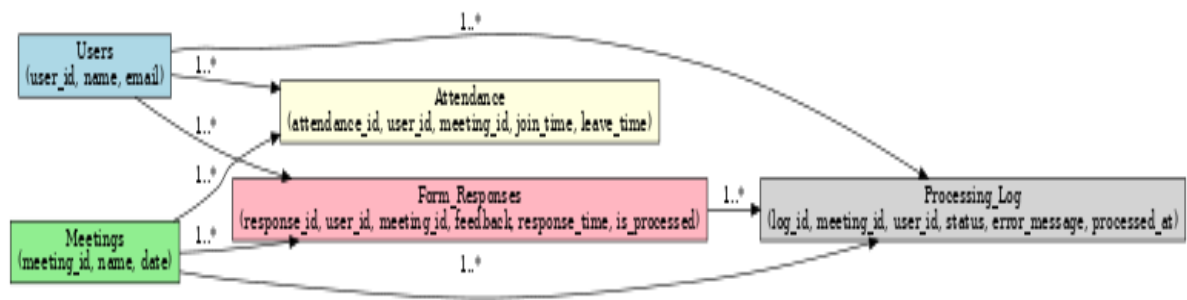 1..*
Users
(user_id, name, email)
1..*
Attendance
(attendance_id, user_id, meeting_id, join_time, leave_time)
1..*
1..*
Form_Responses
(response_id, user_id, meeting_id, feedback, response_time, is_processed)
1..*
Processing_Log
(log_id, meeting_id, user_id, status, error_message, processed_at)
Meetings
(meeting_id, name, date)
1..*
1..*